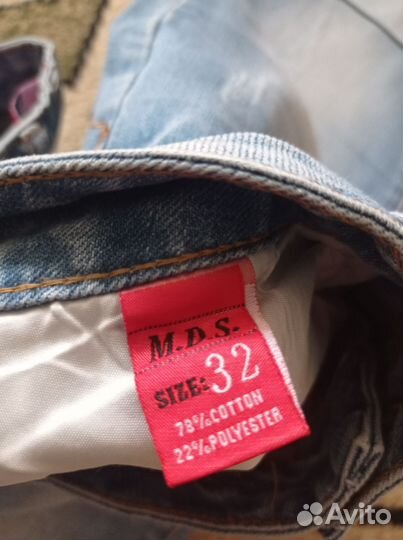 M.D.S.
SIZE: 32
78%COTTON
22%POLYESTER
Avito